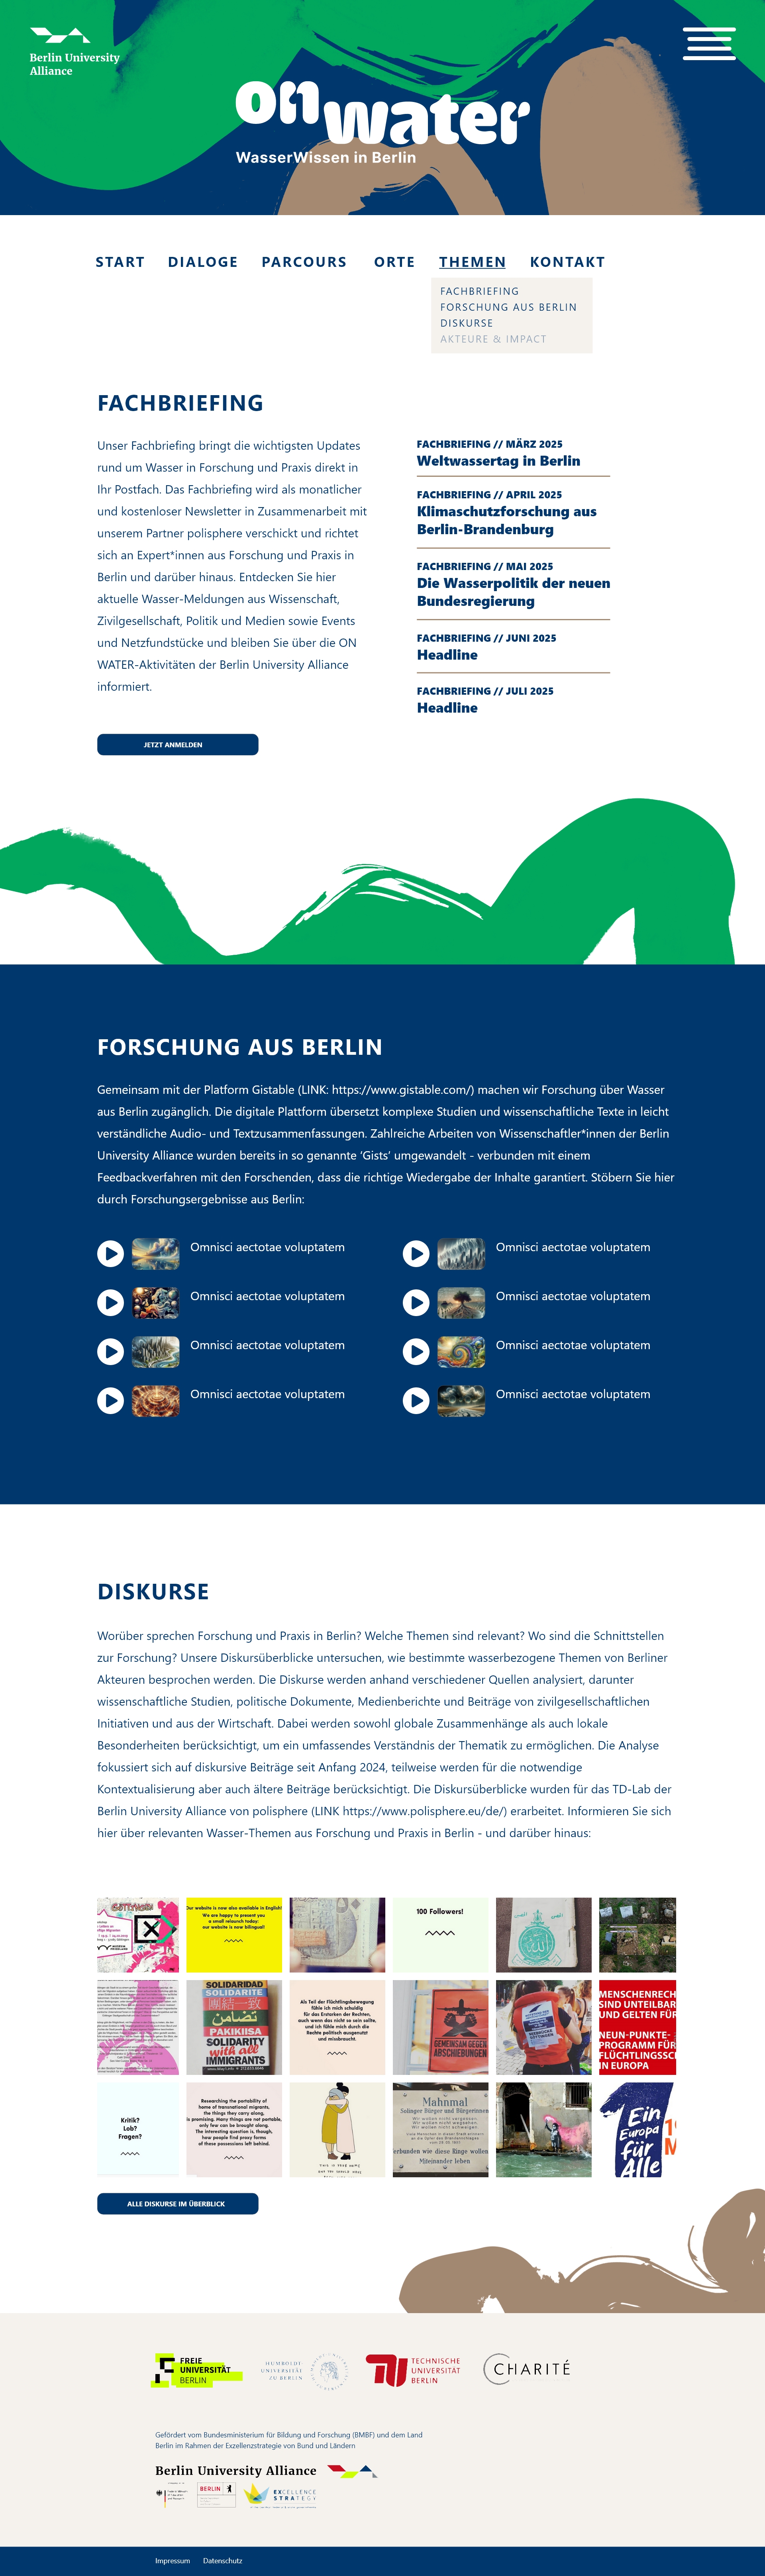 Berlin University
Alliance
on water
WasserWissen in Berlin
START DIALOGE PARCOURS ORTE THEMEN KONTAKT
FACHBRIEFING
FORSCHUNG AUS BERLIN
DISKURSE
AKTEURE & IMPACT
FACHBRIEFING
Unser Fachbriefing bringt die wichtigsten Updates
rund um Wasser in Forschung und Praxis direkt in
Ihr Postfach. Das Fachbriefing wird als monatlicher
und kostenloser Newsletter in Zusammenarbeit mit
unserem Partner polisphere verschickt und richtet
sich an Expert*innen aus Forschung und Praxis in
Berlin und darüber hinaus. Entdecken Sie hier
aktuelle Wasser-Meldungen aus Wissenschaft,
Zivilgesellschaft, Politik und Medien sowie Events
und Netzfundstücke und bleiben Sie über die ON
WATER-Aktivitäten der Berlin University Alliance
informiert.
JETZT ANMELDEN
FACHBRIEFING // MÄRZ 2025
Weltwassertag in Berlin
FACHBRIEFING // APRIL 2025
Klimaschutzforschung aus
Berlin-Brandenburg
FACHBRIEFING // MAI 2025
Die Wasserpolitik der neuen
Bundesregierung
FACHBRIEFING // JUNI 2025
Headline
FACHBRIEFING // JULI 2025
Headline
FORSCHUNG AUS BERLIN
Gemeinsam mit der Platform Gistable (LINK: https://www.gistable.com/) machen wir Forschung über Wasser
aus Berlin zugänglich. Die digitale Plattform übersetzt komplexe Studien und wissenschaftliche Texte in leicht
verständliche Audio- und Textzusammenfassungen. Zahlreiche Arbeiten von Wissenschaftler*innen der Berlin
University Alliance wurden bereits in so genannte ‘Gists’ umgewandelt - verbunden mit einem
Feedbackverfahren mit den Forschenden, dass die richtige Wiedergabe der Inhalte garantiert. Stöbern Sie hier
durch Forschungsergebnisse aus Berlin:
Omnisci aectotae voluptatem
Omnisci aectotae voluptatem
Omnisci aectotae voluptatem
Omnisci aectotae voluptatem
Omnisci aectotae voluptatem
Omnisci aectotae voluptatem
Omnisci aectotae voluptatem
Omnisci aectotae voluptatem
DISKURSE
Worüber sprechen Forschung und Praxis in Berlin? Welche Themen sind relevant? Wo sind die Schnittstellen
zur Forschung? Unsere Diskursüberblicke untersuchen, wie bestimmte wasserbezogene Themen von Berliner
Akteuren besprochen werden. Die Diskurse werden anhand verschiedener Quellen analysiert, darunter
wissenschaftliche Studien, politische Dokumente, Medienberichte und Beiträge von zivilgesellschaftlichen
Initiativen und aus der Wirtschaft. Dabei werden sowohl globale Zusammenhänge als auch lokale
Besonderheiten berücksichtigt, um ein umfassendes Verständnis der Thematik zu ermöglichen. Die Analyse
fokussiert sich auf diskursive Beiträge seit Anfang 2024, teilweise werden für die notwendige
Kontextualisierung aber auch ältere Beiträge berücksichtigt. Die Diskursüberblicke wurden für das TD-Lab der
Berlin University Alliance von polisphere (LINK https://www.polisphere.eu/de/) erarbeitet. Informieren Sie sich
hier über relevanten Wasser-Themen aus Forschung und Praxis in Berlin - und darüber hinaus:
Our website is now also available in English!
We are happy to present you
a small relaunch today:
our website is now bilingual!
100 Followers!
SOLIDARIDAD
SOLIDARITE
團結一致
تضامن
PAKIKIISA
SOLIDARITY
with all
IMMIGRANTS
Als Teil der Flüchtlingsbewegung
fühle ich mich schuldig
für das Erstarken der Rechten,
auch wenn das nicht so sein sollte,
und ich fühle mich durch die
Rechte politisch ausgenutzt
und missbraucht.
GEMEINSAM GEGEN
ABSCHIEBUNGEN
MENSCHENRECH
SIND UNTEILBAR
UND GELTEN FÜR
NEUN-PUNKTE-
PROGRAMM FÜR
FLÜCHTLINGSSC
IN EUROPA
Kritik?
Lob?
Fragen?
Researching the portability of
home of transnational migrants,
the things they carry along,
is promising. Many things are not portable,
only few can be brought along.
The interesting question is, though,
how people find proxy forms
of these possessions left behind.
THIS IS YOUR HOME
Mahnmal
Solinger Bürger und Bürgerinnen
Wir wollen nicht vergessen.
Wir wollen nicht wegsehen.
Wir wollen nicht schweigen.
Verbunden wie diese Ringe wollen
Miteinander leben
Ein
Europa
für
Alle
ALLE DISKURSE IM ÜBERBLICK
FREIE
UNIVERSITÄT
BERLIN
HUMBOLDT
UNIVERSITÄT
ZU BERLIN
TECHNISCHE
UNIVERSITÄT
BERLIN
CHARITÉ
Gefördert vom Bundesministerium für Bildung und Forschung (BMBF) und dem Land
Berlin im Rahmen der Exzellenzstrategie von Bund und Ländern
Berlin University Alliance
BERLIN
EXCELLENCE
STRATEGY
Impressum Datenschutz